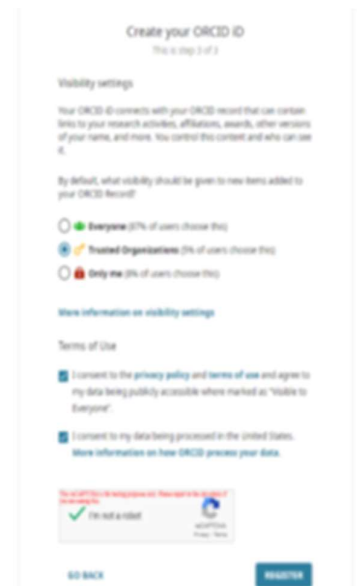 Create your ORCID iD
This is step 3 of 3
Visibility settings
Your ORCID iD connects with your ORCID record that can contain
links to your research activities, affiliations, awards, other versions
of your name, and more. You control this content and who can see
it.
By default, what visibility should be given to new items added to
your ORCID Record?
Everyone (87% of users choose this)
Trusted Organizations (5% of users choose this)
Only me (8% of users choose this)
More information on visibility settings
Terms of Use
I consent to the privacy policy and terms of use and agree to
my data being publicly accessible where marked as "Visible to
Everyone".
I consent to my data being processed in the United States.
More information on how ORCID process your data.
I'm not a robot
reCAPTCHA
Privacy - Terms
GO BACK
REGISTER